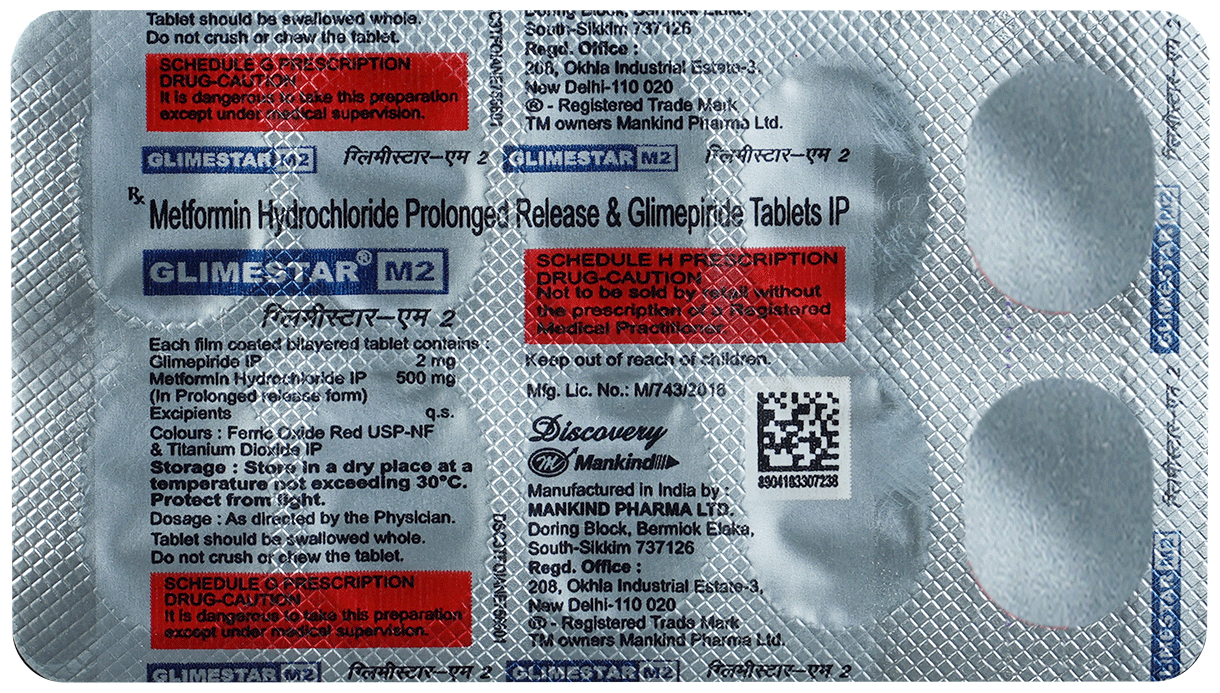 Tablet should be swallowed whole.
Do not crush or chew the tablet.
SCHEDULE G PRESCRIPTION
DRUG-CAUTION
It is dangerous to take this preparation
except under medical supervision.
South-Sikkim 737126
Regd. Office :
208, Okhla Industrial Estate-3,
New Delhi-110 020
® - Registered Trade Mark
TM owners Mankind Pharma Ltd.
GLIMESTAR M2 ग्लिमीस्टार-एम 2 GLIMESTAR M2 ग्लिमीस्टार-एम 2
Rx Metformin Hydrochloride Prolonged Release & Glimepiride Tablets IP
GLIMESTAR® M2
ग्लिमीस्टार-एम 2
Each film coated bilayered tablet contains :
Glimepiride IP 2 mg
Metformin Hydrochloride IP 500 mg
(In Prolonged release form)
Excipients q.s.
Colours : Ferric Oxide Red USP-NF
& Titanium Dioxide IP
Storage : Store in a dry place at a
temperature not exceeding 30°C.
Protect from light.
Dosage : As directed by the Physician.
Tablet should be swallowed whole.
Do not crush or chew the tablet.
SCHEDULE G PRESCRIPTION
DRUG-CAUTION
It is dangerous to take this preparation
except under medical supervision.
SCHEDULE H PRESCRIPTION
DRUG-CAUTION
Not to be sold by retail without
the prescription of a Registered
Medical Practitioner.
Keep out of reach of children.
Mfg. Lic. No.: M/743/2016
Discovery
Mankind
8904183307238
Manufactured in India by :
MANKIND PHARMA LTD.
Doring Block, Bermiok Elaka,
South-Sikkim 737126
Regd. Office :
208, Okhla Industrial Estate-3,
New Delhi-110 020
® - Registered Trade Mark
TM owners Mankind Pharma Ltd.
GLIMESTAR M2 ग्लिमीस्टार-एम 2 GLIMESTAR M2 ग्लिमीस्टार-एम 2
ग्लिमीस्टार-एम 2
GLIMESTAR M2
ग्लिमीस्टार-एम 2
GLIMESTAR M2